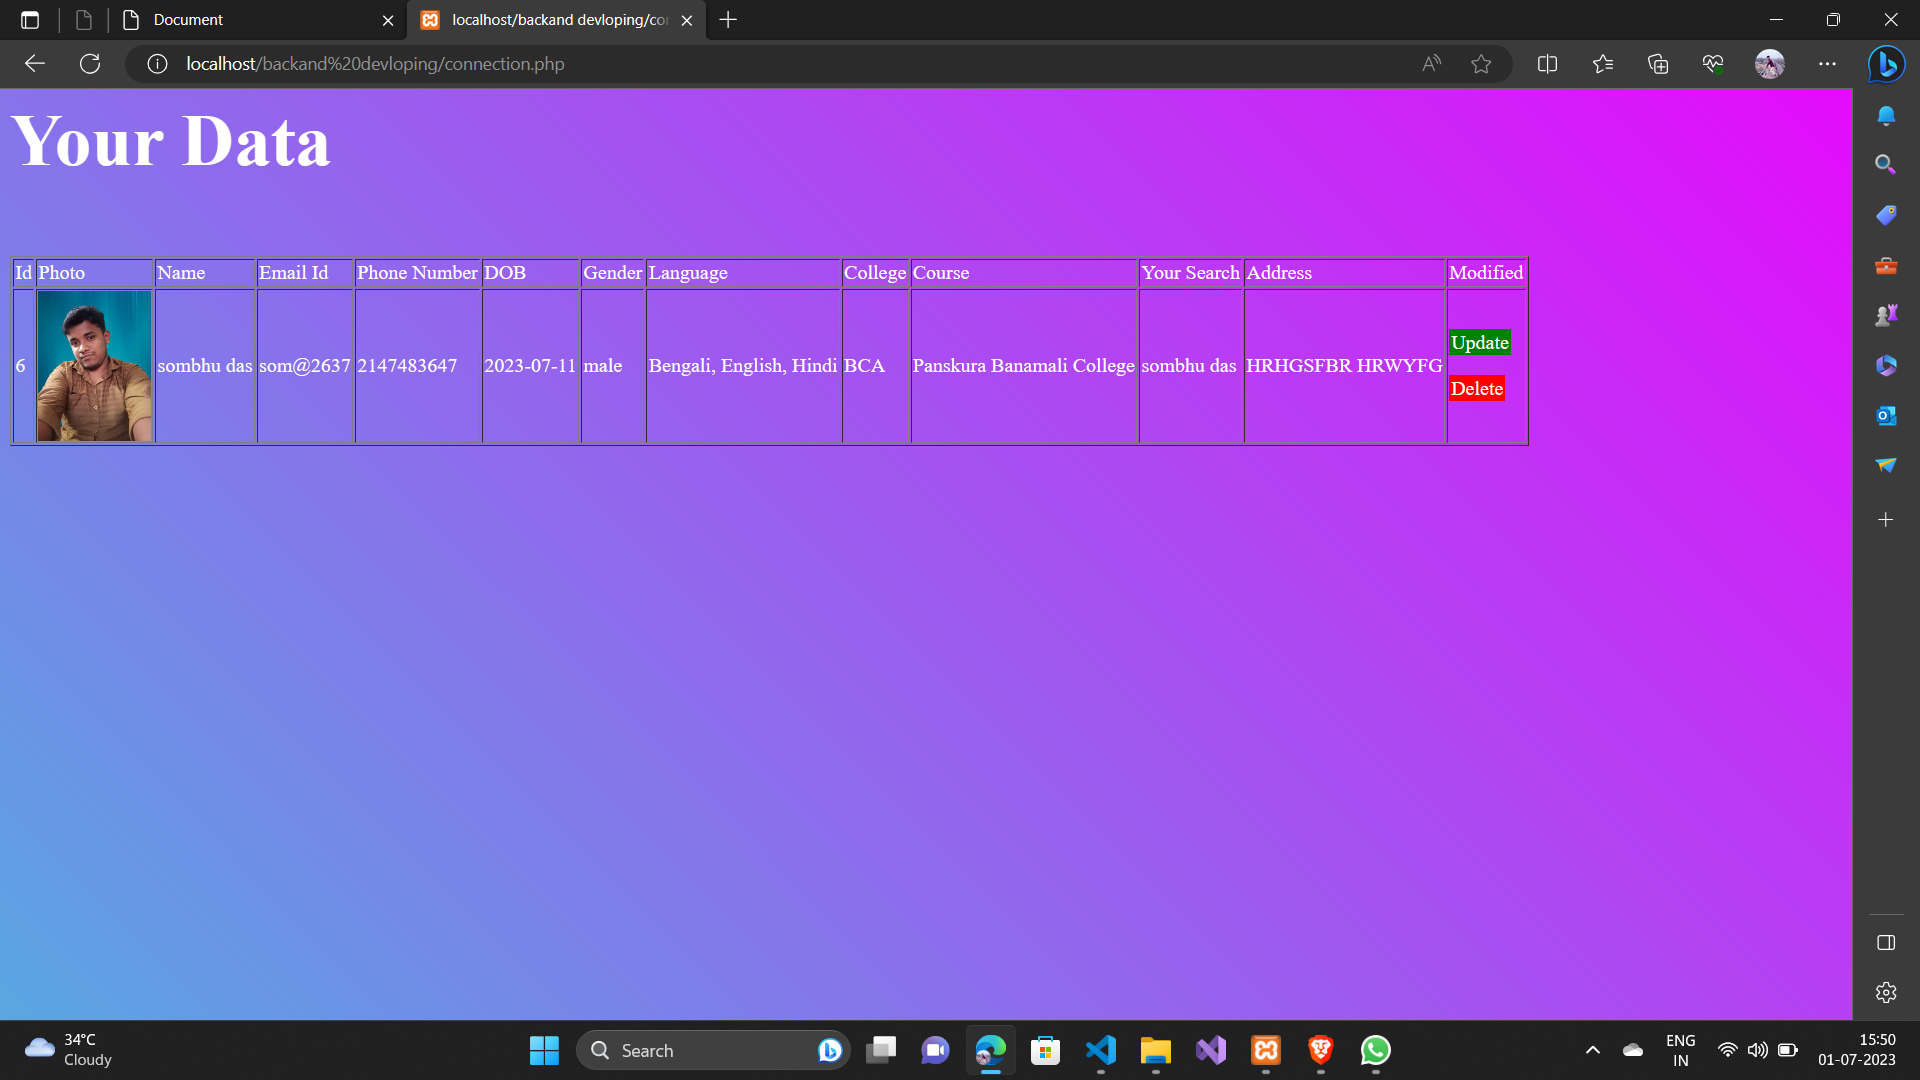 Document
localhost/backand devloping/co
localhost/backand%20devloping/connection.php
Your Data
Id Photo Name Email Id Phone Number DOB Gender Language College Course Your Search Address Modified
6 sombhu das som@2637 2147483647 2023-07-11 male Bengali, English, Hindi BCA Panskura Banamali College sombhu das HRHGSFBR HRWYFG
Update
Delete
34°C
Cloudy
Search
ENG
IN
15:50
01-07-2023